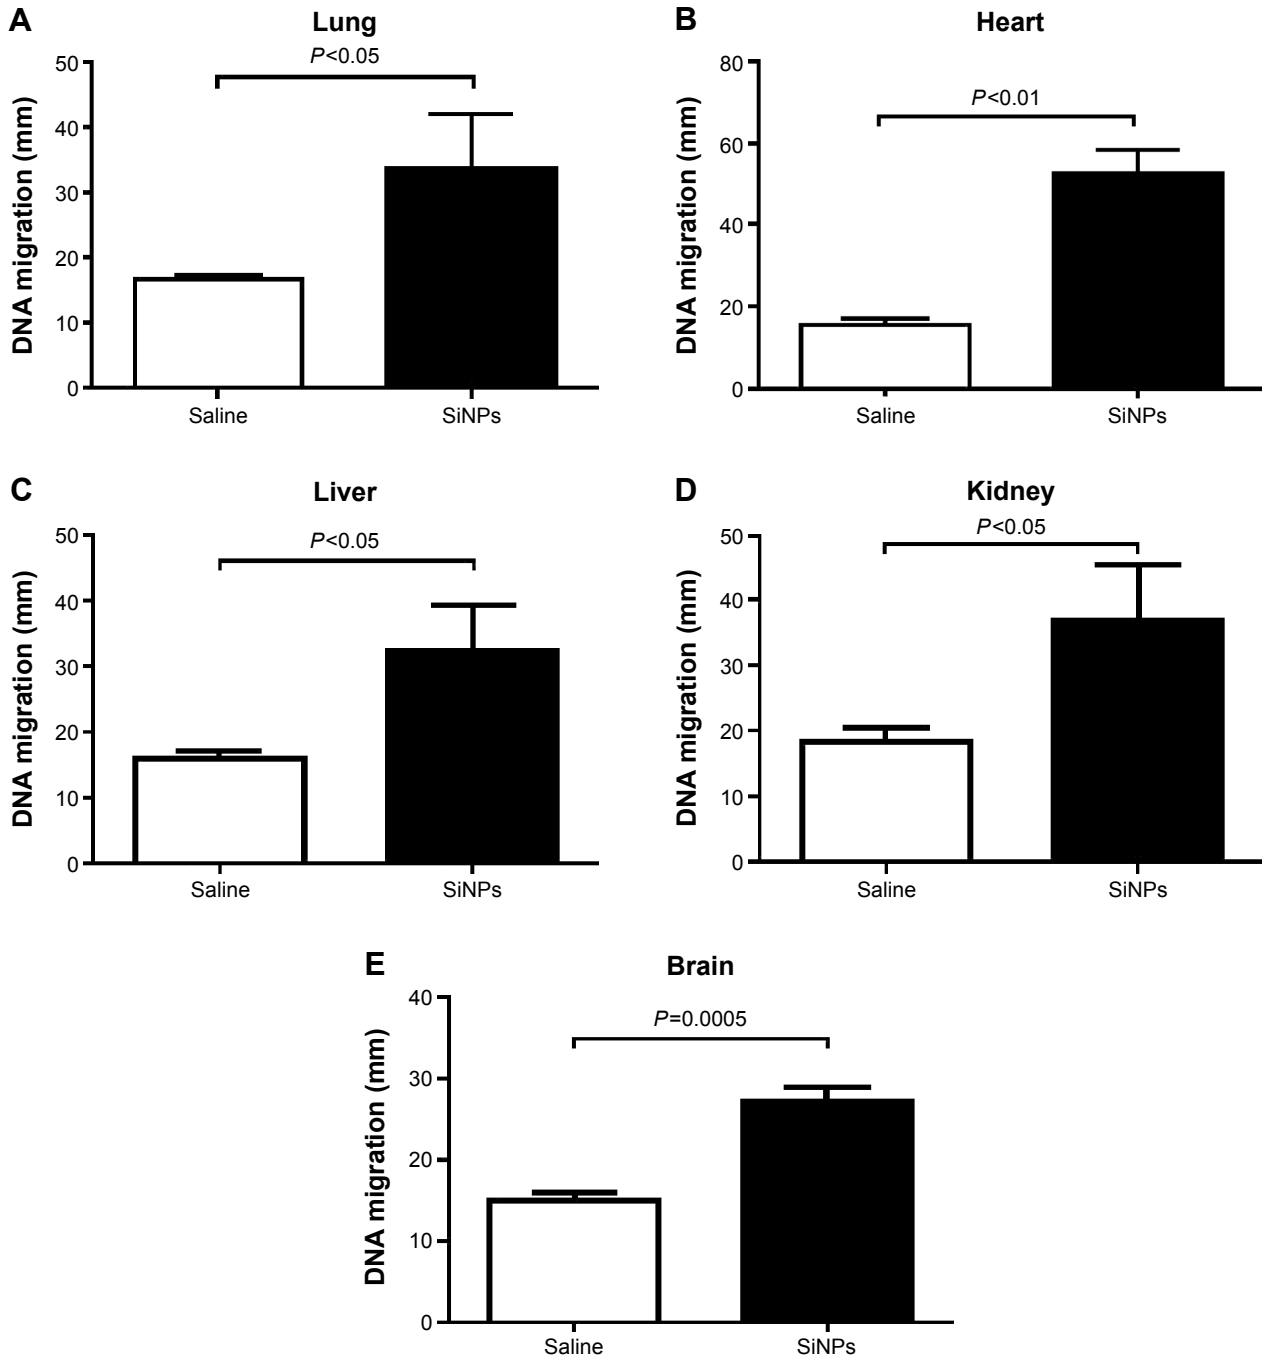 A
Lung
P<0.05
DNA migration (mm)
50
40
30
20
10
0
Saline
SiNPs
B
Heart
P<0.01
DNA migration (mm)
80
60
40
20
0
Saline
SiNPs
C
Liver
P<0.05
DNA migration (mm)
50
40
30
20
10
0
Saline
SiNPs
D
Kidney
P<0.05
DNA migration (mm)
50
40
30
20
10
0
Saline
SiNPs
E
Brain
P=0.0005
DNA migration (mm)
40
30
20
10
0
Saline
SiNPs